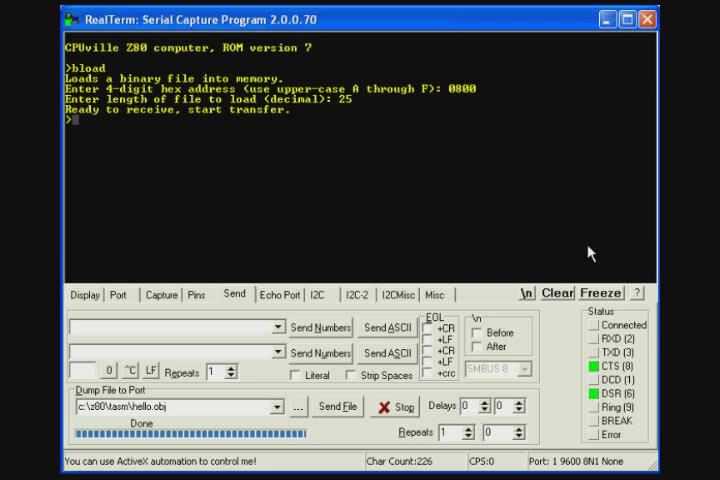 RealTerm: Serial Capture Program 2.0.0.70
CPUville Z80 computer, ROM version 7
>bload
Loads a binary file into memory.
Enter 4-digit hex address (use upper-case A through F): 0800
Enter length of file to load (decimal): 25
Ready to receive, start transfer.
>
Display Port Capture Pins Send Echo Port I2C I2C-2 I2CMisc Misc \n Clear Freeze ?
Send Numbers Send ASCII
Send Numbers Send ASCII
0 ^C LF Repeats 1
Literal Strip Spaces
EOL
+CR
+LF
+CR
+LF
+crc
\n
Before
After
SMBUS 8
Dump File to Port
c:\z80\tasm\hello.obj ... Send File Stop Delays 0 0
Done
Repeats 1 0
Status
Connected
RXD (2)
TXD (3)
CTS (8)
DCD (1)
DSR (6)
Ring (9)
BREAK
Error
You can use ActiveX automation to control me! Char Count:226 CPS:0 Port: 1 9600 8N1 None